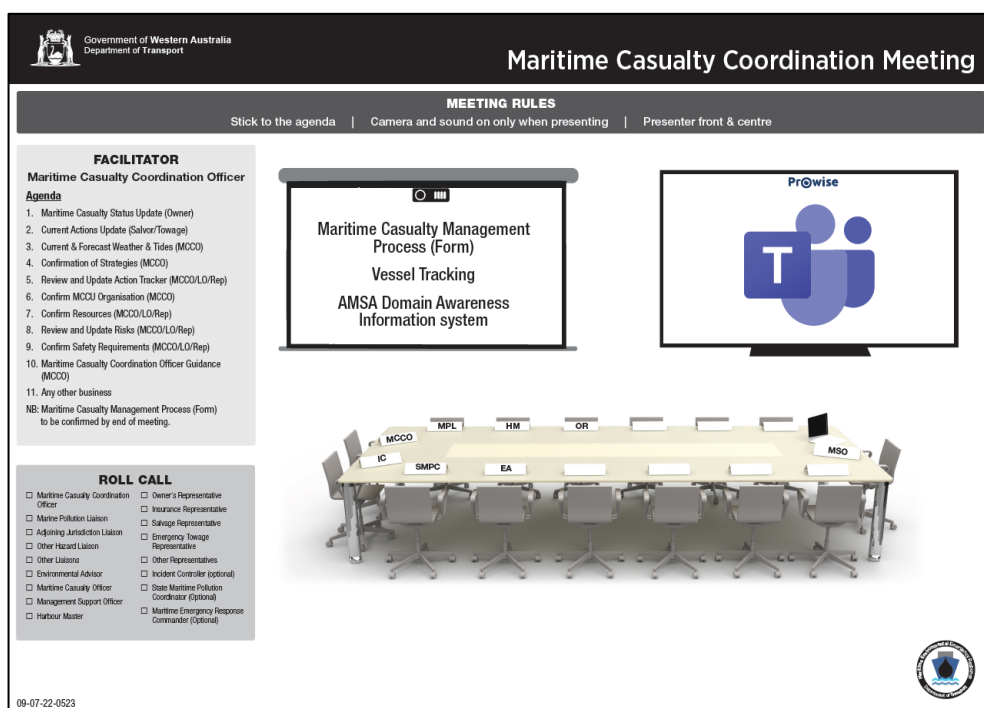 Government of Western Australia
Department of Transport
Maritime Casualty Coordination Meeting
MEETING RULES
Stick to the agenda | Camera and sound on only when presenting | Presenter front & centre
FACILITATOR
Maritime Casualty Coordination Officer
Agenda
1. Maritime Casualty Status Update (Owner)
2. Current Actions Update (Salvor/Towage)
3. Current & Forecast Weather & Tides (MCCO)
4. Confirmation of Strategies (MCCO)
5. Review and Update Action Tracker (MCCO/LO/Rep)
6. Confirm MCCU Organisation (MCCO)
7. Confirm Resources (MCCO/LO/Rep)
8. Review and Update Risks (MCCO/LO/Rep)
9. Confirm Safety Requirements (MCCO/LO/Rep)
10. Maritime Casualty Coordination Officer Guidance
(MCCO)
11. Any other business
NB: Maritime Casualty Management Process (Form)
to be confirmed by end of meeting.
ROLL CALL
Maritime Casualty Coordination
Officer
Marine Pollution Liaison
Adjoining Jurisdiction Liaison
Other Hazard Liaison
Other Liaisons
Environmental Advisor
Maritime Casualty Officer
Management Support Officer
Harbour Master
Owner's Representative
Insurance Representative
Salvage Representative
Emergency Towage
Representative
Other Representatives
Incident Controller (optional)
State Maritime Pollution
Coordinator (Optional)
Maritime Emergency Response
Commander (Optional)
Maritime Casualty Management
Process (Form)
Vessel Tracking
AMSA Domain Awareness
Information system
Prowise
T
MPL
HM
OR
MCCO
IC
SMPC
EA
MSO
Department of Transport
09-07-22-0523